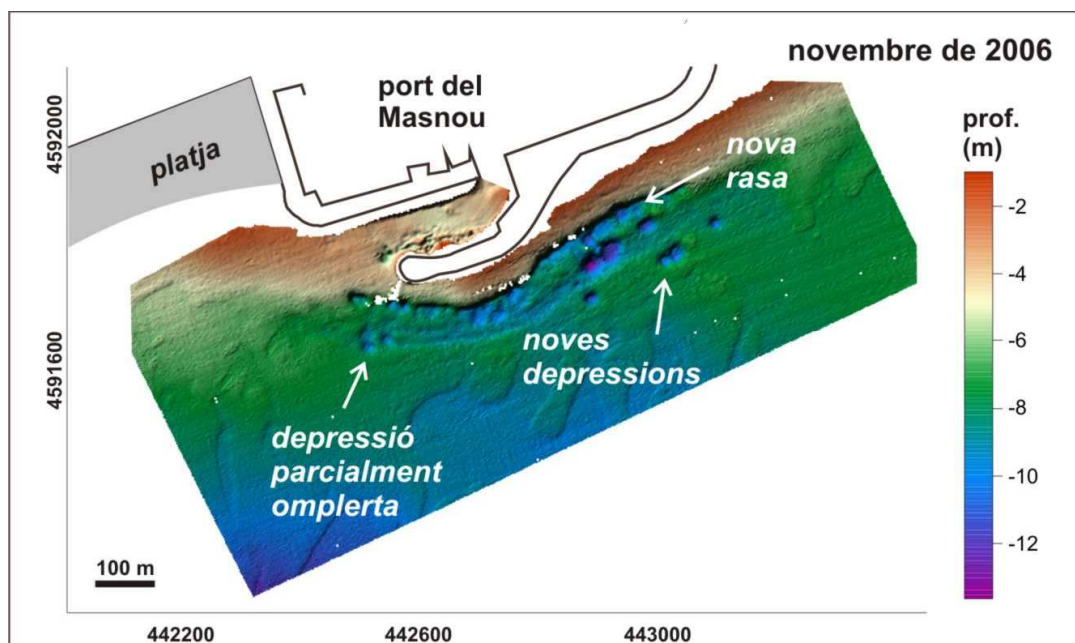 novembre de 2006
port del
Masnou
platja
nova
rasa
noves
depressions
depressió
parcialment
omplerta
prof.
(m)
-2
-4
-6
-8
-10
-12
4592000
4591600
100 m
442200
442600
443000